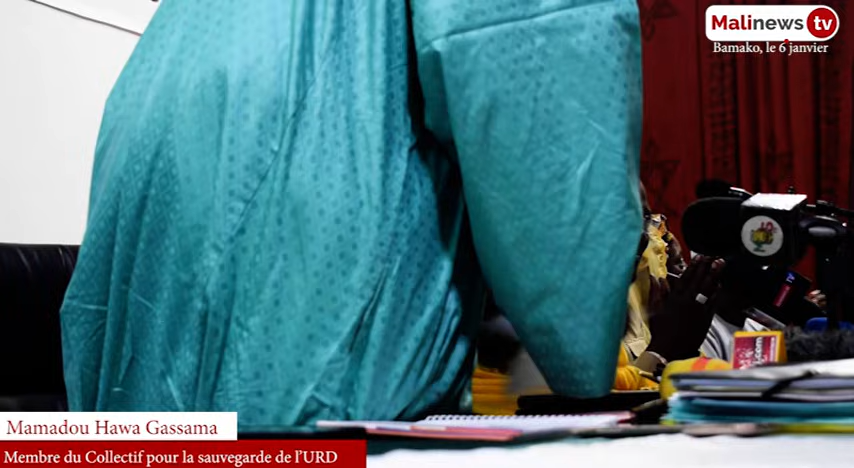 Malinews tv
Bamako, le 6 janvier
Mamadou Hawa Gassama
Membre du Collectif pour la sauvegarde de l'URD